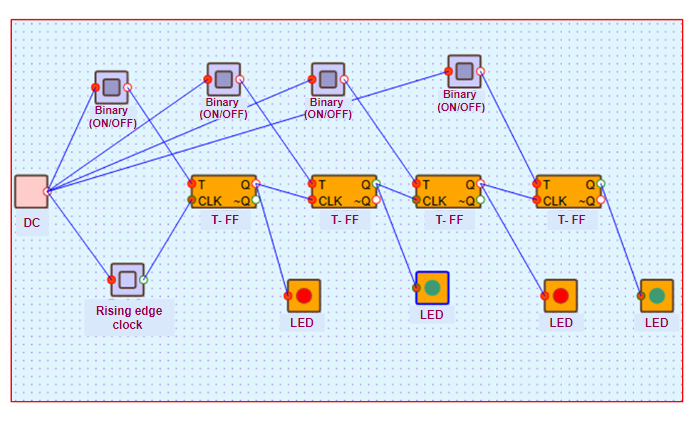 Binary
(ON/OFF)
Binary
(ON/OFF)
Binary
(ON/OFF)
Binary
(ON/OFF)
DC
T Q
CLK ~Q
T- FF
T Q
CLK ~Q
T- FF
T Q
CLK ~Q
T- FF
T Q
CLK ~Q
T- FF
Rising edge
clock
LED
LED
LED
LED